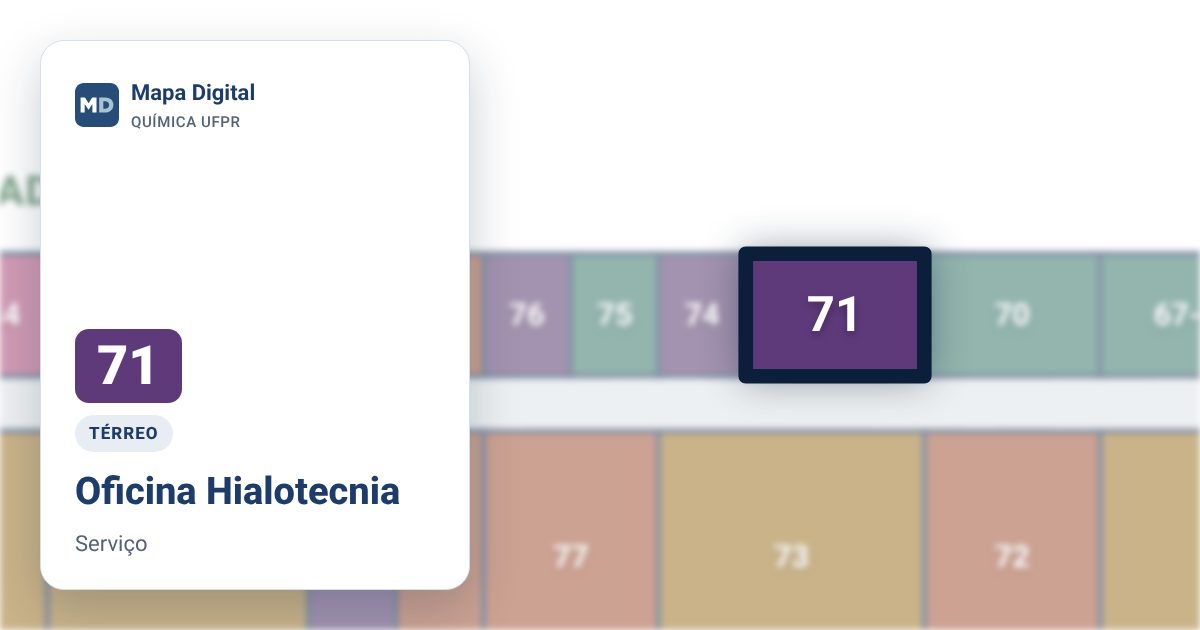 MD
Mapa Digital
QUÍMICA UFPR
71
TÉRREO
Oficina Hialotecnia
Serviço
76
75
74
71
70
77
73
72